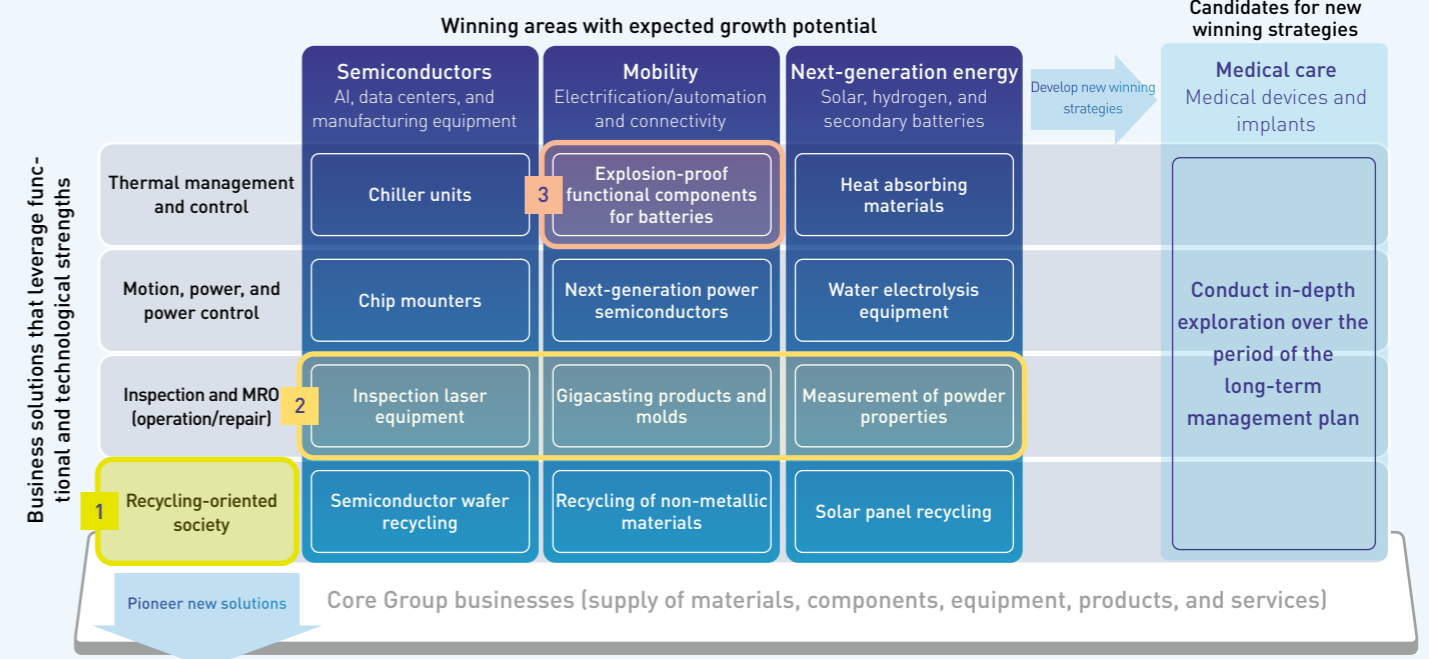 Winning areas with expected growth potential
Candidates for new
winning strategies
Semiconductors
AI, data centers, and
manufacturing equipment
Mobility
Electrification/automation
and connectivity
Next-generation energy
Solar, hydrogen, and
secondary batteries
Develop new winning
strategies
Medical care
Medical devices and
implants
Business solutions that leverage func-
tional and technological strengths
Thermal management
and control
Chiller units
3
Explosion-proof
functional components
for batteries
Heat absorbing
materials
Motion, power, and
power control
Chip mounters
Next-generation power
semiconductors
Water electrolysis
equipment
Conduct in-depth
exploration over the
period of the
long-term
management plan
Inspection and MRO
(operation/repair)
2
Inspection laser
equipment
Gigacasting products and
molds
Measurement of powder
properties
1
Recycling-oriented
society
Semiconductor wafer
recycling
Recycling of non-metallic
materials
Solar panel recycling
Pioneer new solutions
Core Group businesses (supply of materials, components, equipment, products, and services)